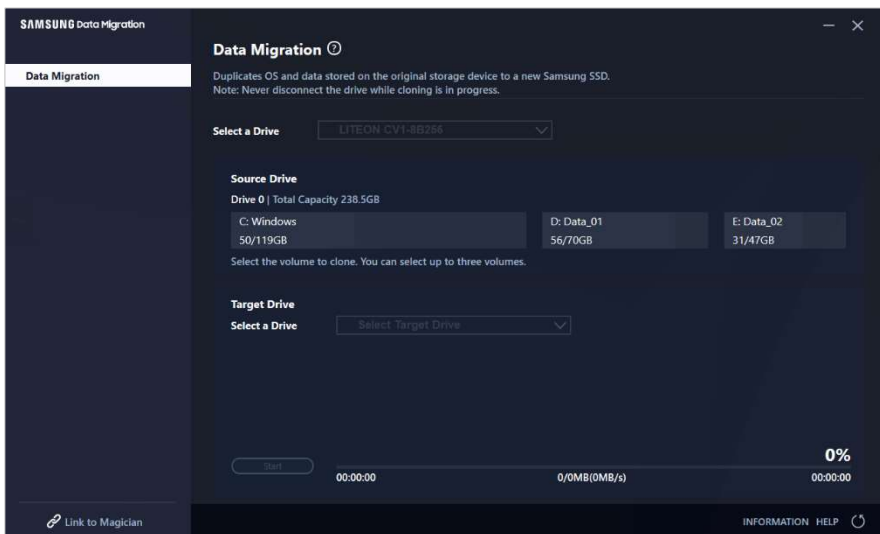 SAMSUNG Data Migration
Data Migration
Data Migration ?
Duplicates OS and data stored on the original storage device to a new Samsung SSD.
Note: Never disconnect the drive while cloning is in progress.
Select a Drive LITEON CV1-8B256
Source Drive
Drive 0 | Total Capacity 238.5GB
C: Windows D: Data_01 E: Data_02
50/119GB 56/70GB 31/47GB
Select the volume to clone. You can select up to three volumes.
Target Drive
Select a Drive Select Target Drive
0%
Start
00:00:00 0/0MB(0MB/s) 00:00:00
Link to Magician INFORMATION HELP